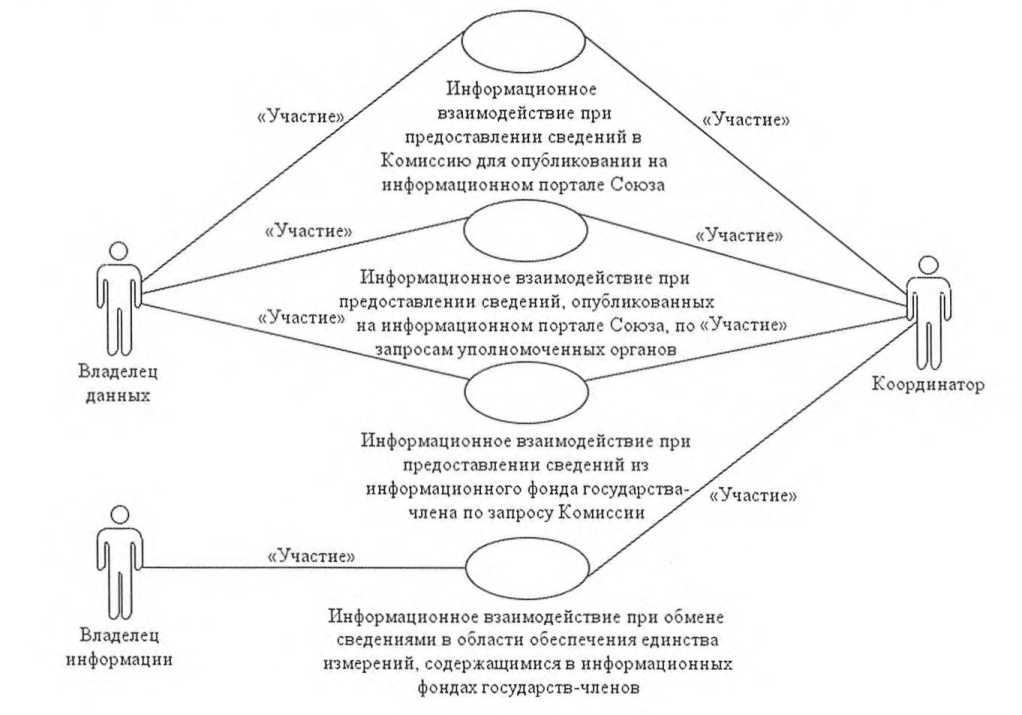 Информационное
взаимодействие при
предоставлении сведений в
Комиссию для опубликовании на
информационном портале Союза
«Участие»
«Участие»
«Участие»
«Участие»
Информационное взаимодействие при
предоставлении сведений, опубликованных
на информационном портале Союза, по
запросам уполномоченных органов
«Участие»
«Участие»
Владелец
данных
Координатор
Информационное взаимодействие при
предоставлении сведений из
информационного фонда государства-
члена по запросу Комиссии
«Участие»
«Участие»
Владелец
информации
Информационное взаимодействие при обмене
сведениями в области обеспечения единства
измерений, содержащимися в информационных
фондах государств-членов